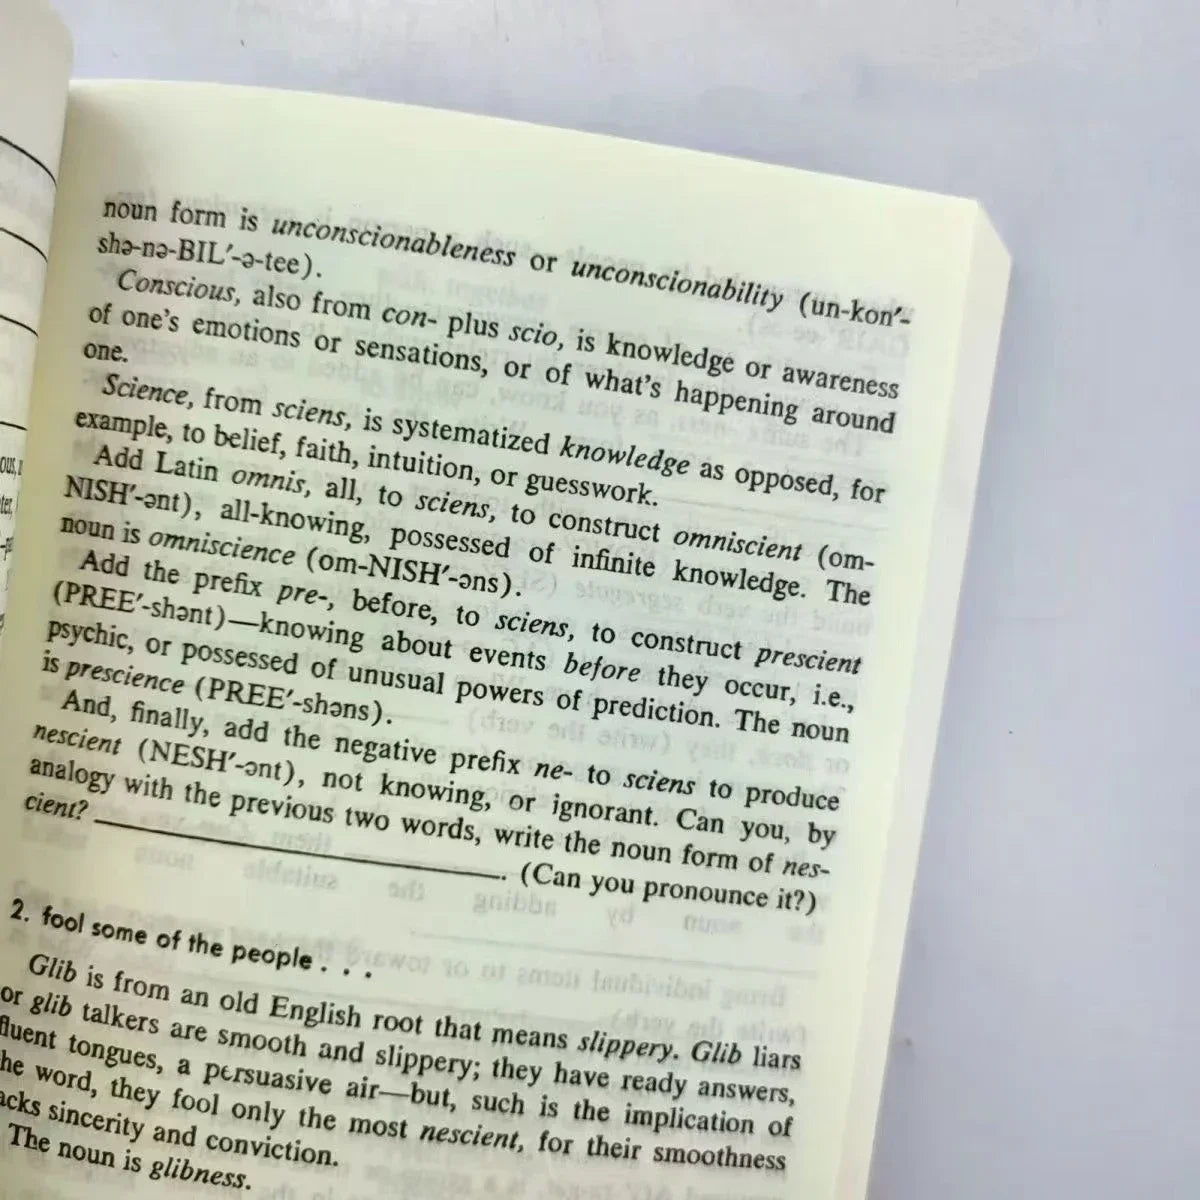 noun form is unconscionableness or unconscionability (un-kon′-
shə-nə-BIL′-ə-tee).
Conscious, also from con- plus scio, is knowledge or awareness
of one's emotions or sensations, or of what's happening around
one.
Science, from sciens, is systematized knowledge as opposed, for
example, to belief, faith, intuition, or guesswork.
Add Latin omnis, all, to sciens, to construct omniscient (om-
NISH′-ənt), all-knowing, possessed of infinite knowledge. The
noun is omniscience (om-NISH′-əns).
Add the prefix pre-, before, to sciens, to construct prescient
(PREE′-shənt)—knowing about events before they occur, i.e.,
psychic, or possessed of unusual powers of prediction. The noun
is prescience (PREE′-shəns).
And, finally, add the negative prefix ne- to sciens to produce
nescient (NESH′-ənt), not knowing, or ignorant. Can you, by
analogy with the previous two words, write the noun form of nes-
cient? ____________________. (Can you pronounce it?)
2. fool some of the people . . .
Glib is from an old English root that means slippery. Glib liars
or glib talkers are smooth and slippery; they have ready answers,
fluent tongues, a persuasive air—but, such is the implication of
he word, they fool only the most nescient, for their smoothness
acks sincerity and conviction.
The noun is glibness.